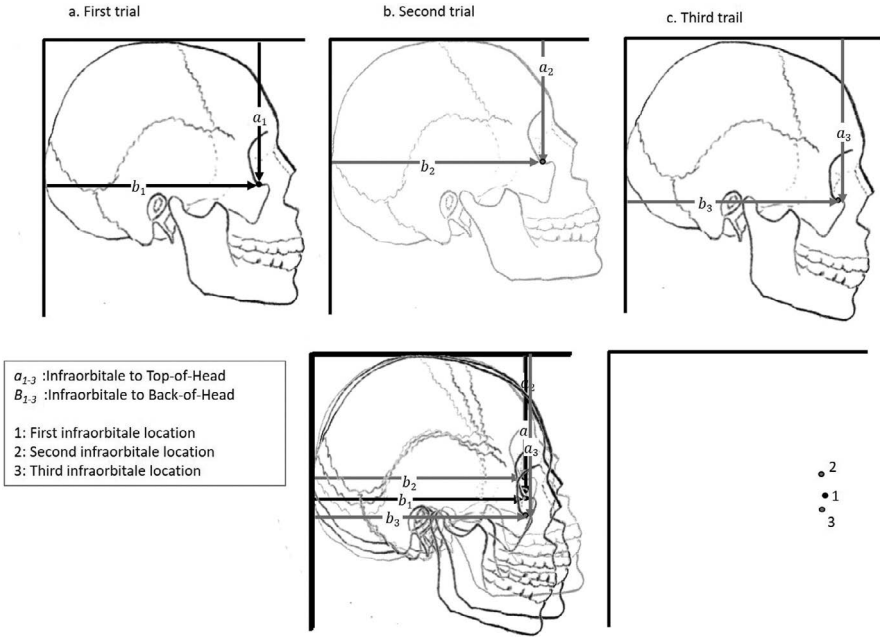 a. First trial
b. Second trial
c. Third trail
a₁
b₁
a₂
b₂
a₃
b₃
a₁₋₃ :Infraorbitale to Top-of-Head
B₁₋₃ :Infraorbitale to Back-of-Head
1: First infraorbitale location
2: Second infraorbitale location
3: Third infraorbitale location
a₂
a
a₃
b₂
b₁
b₃
2
1
3